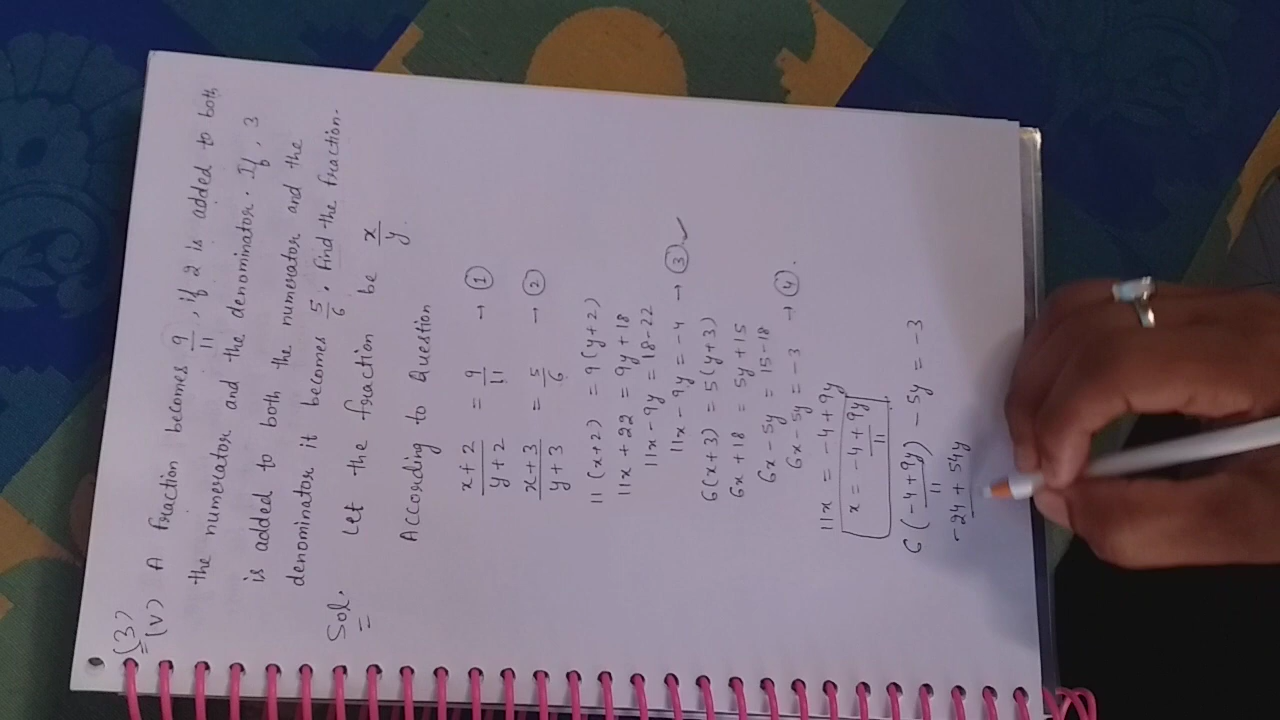 (3)
(V) A fraction becomes 9/11, if 2 is added to both
the numerator and the denominator. If, 3
is added to both the numerator and the
denominator it becomes 5/6, find the fraction.
Sol. Let the fraction be x/y
According to Question
x+2/y+2 = 9/11 → ①
x+3/y+3 = 5/6 → ②
11(x+2) = 9(y+2)
11x+22 = 9y+18
11x-9y = 18-22
11x-9y = -4 → ③ ✓
6(x+3) = 5(y+3)
6x+18 = 5y+15
6x-5y = 15-18
6x-5y = -3 → ④.
11x = -4+9y
x = -4+9y/11
6(-4+9y/11) - 5y = -3
-24+54y